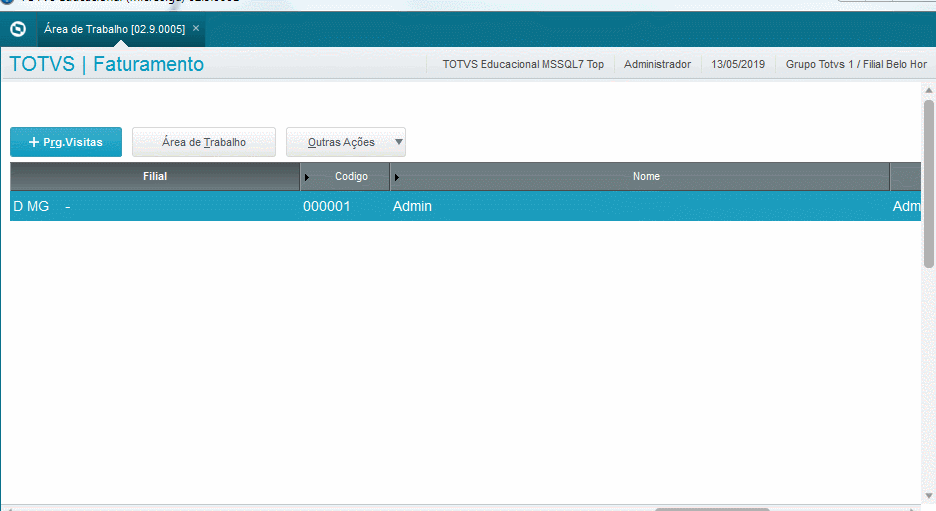 Área de Trabalho [02.9.0005] ×
TOTVS | Faturamento
TOTVS Educacional MSSQL7 Top
Administrador
13/05/2019
Grupo Totvs 1 / Filial Belo Hor
+ Prg.Visitas
Área de Trabalho
Outras Ações
Filial
Codigo
Nome
D MG -
000001
Admin
Adm